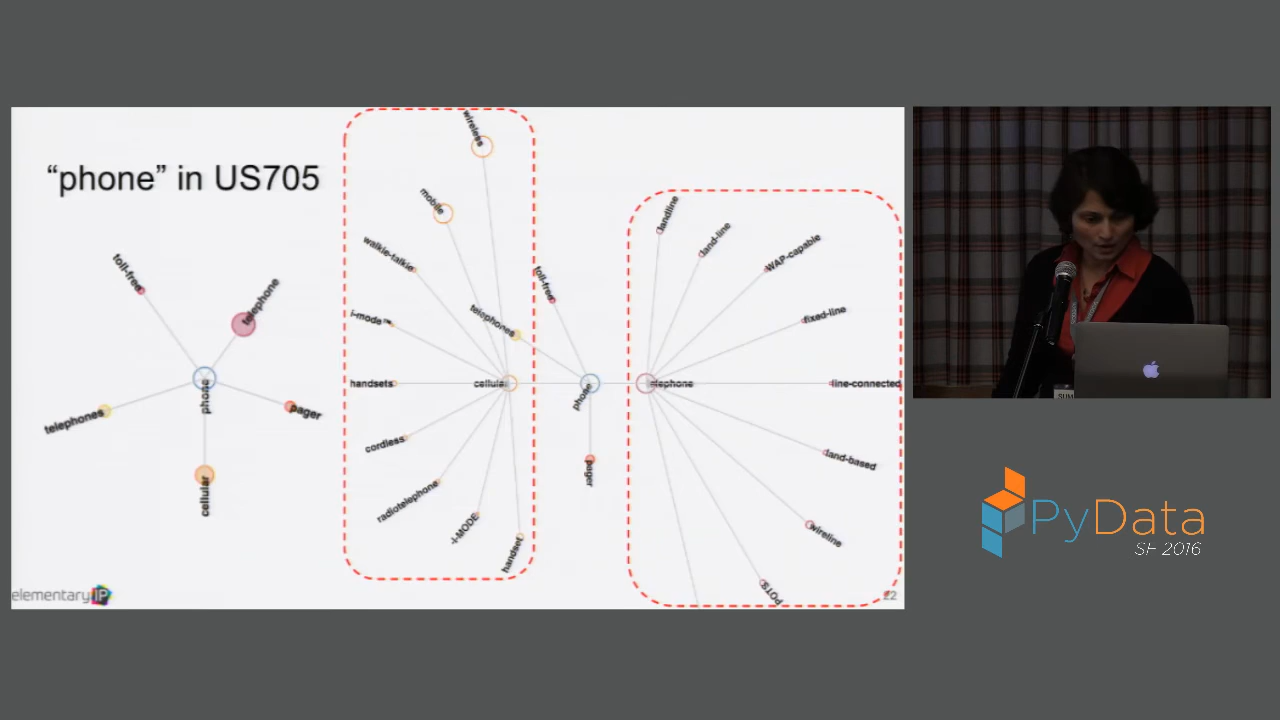 “phone” in US705
toll-free
telephone
phone
telephones
pager
cellular
wireless
mobile
walkie-talkie
i-mode
handsets
cordless
radiotelephone
-i-MODE
handset
cellular
telephones
toll-free
phone
pager
telephone
landline
land-line
WAP-capable
fixed-line
line-connected
land-based
wireline
POTS
elementaryIP
22
PyData
SF 2016